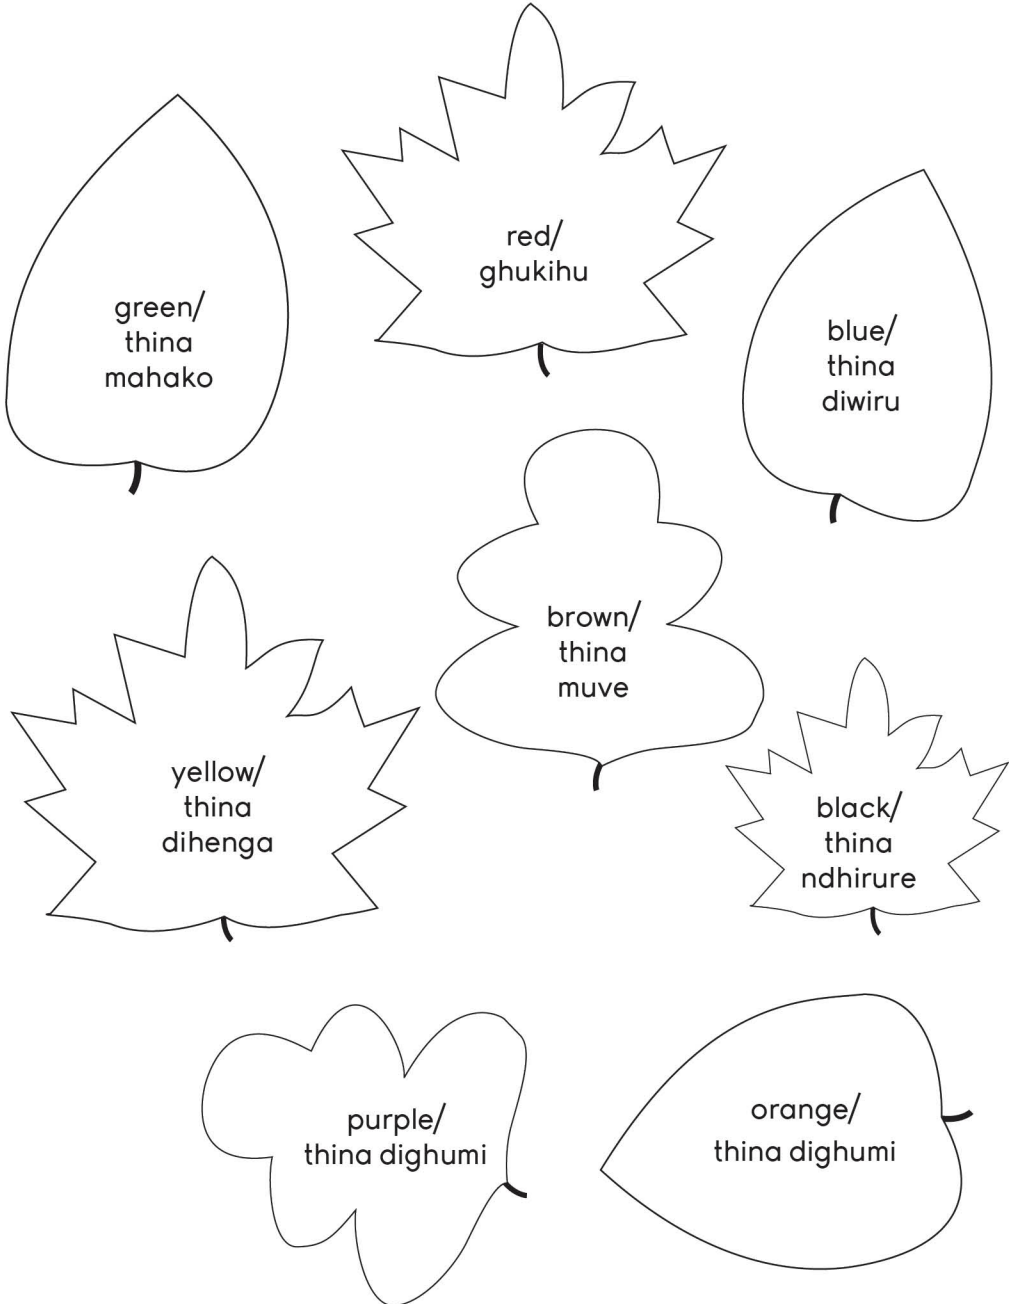 red/
ghukihu
green/
thina
mahako
blue/
thina
diwiru
brown/
thina
muve
yellow/
thina
dihenga
black/
thina
ndhirure
purple/
thina dighumi
orange/
thina dighumi